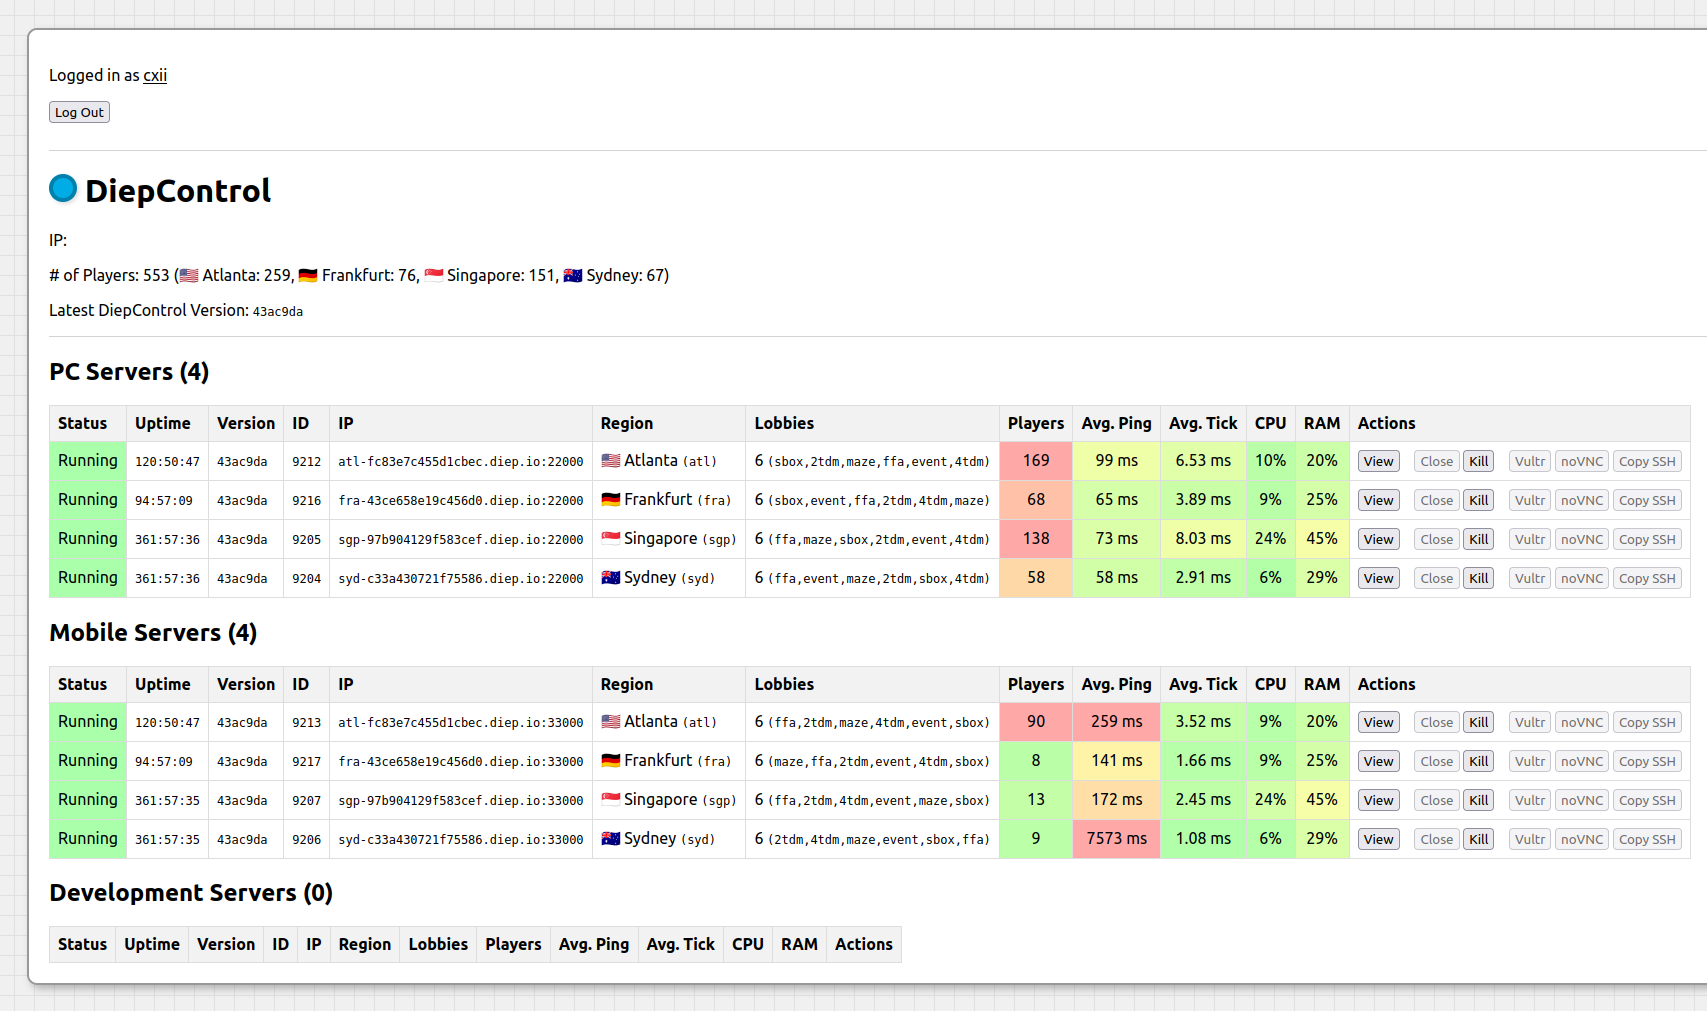 Logged in as cxii
Log Out
DiepControl
IP:
# of Players: 553 (🇺🇸 Atlanta: 259, 🇩🇪 Frankfurt: 76, 🇸🇬 Singapore: 151, 🇦🇺 Sydney: 67)
Latest DiepControl Version: 43ac9da
PC Servers (4)
Status Uptime Version ID IP Region Lobbies Players Avg. Ping Avg. Tick CPU RAM Actions
Running 120:50:47 43ac9da 9212 atl-fc83e7c455d1cbec.diep.io:22000 🇺🇸 Atlanta (atl) 6 (sbox,2tdm,maze,ffa,event,4tdm) 169 99 ms 6.53 ms 10% 20% View Close Kill Vultr noVNC Copy SSH
Running 94:57:09 43ac9da 9216 fra-43ce658e19c456d0.diep.io:22000 🇩🇪 Frankfurt (fra) 6 (sbox,event,ffa,2tdm,4tdm,maze) 68 65 ms 3.89 ms 9% 25% View Close Kill Vultr noVNC Copy SSH
Running 361:57:36 43ac9da 9205 sgp-97b904129f583cef.diep.io:22000 🇸🇬 Singapore (sgp) 6 (ffa,maze,sbox,2tdm,event,4tdm) 138 73 ms 8.03 ms 24% 45% View Close Kill Vultr noVNC Copy SSH
Running 361:57:36 43ac9da 9204 syd-c33a430721f75586.diep.io:22000 🇦🇺 Sydney (syd) 6 (ffa,event,maze,2tdm,sbox,4tdm) 58 58 ms 2.91 ms 6% 29% View Close Kill Vultr noVNC Copy SSH
Mobile Servers (4)
Status Uptime Version ID IP Region Lobbies Players Avg. Ping Avg. Tick CPU RAM Actions
Running 120:50:47 43ac9da 9213 atl-fc83e7c455d1cbec.diep.io:33000 🇺🇸 Atlanta (atl) 6 (ffa,2tdm,maze,4tdm,event,sbox) 90 259 ms 3.52 ms 9% 20% View Close Kill Vultr noVNC Copy SSH
Running 94:57:09 43ac9da 9217 fra-43ce658e19c456d0.diep.io:33000 🇩🇪 Frankfurt (fra) 6 (maze,ffa,2tdm,event,4tdm,sbox) 8 141 ms 1.66 ms 9% 25% View Close Kill Vultr noVNC Copy SSH
Running 361:57:35 43ac9da 9207 sgp-97b904129f583cef.diep.io:33000 🇸🇬 Singapore (sgp) 6 (ffa,2tdm,4tdm,event,maze,sbox) 13 172 ms 2.45 ms 24% 45% View Close Kill Vultr noVNC Copy SSH
Running 361:57:35 43ac9da 9206 syd-c33a430721f75586.diep.io:33000 🇦🇺 Sydney (syd) 6 (2tdm,4tdm,maze,event,sbox,ffa) 9 7573 ms 1.08 ms 6% 29% View Close Kill Vultr noVNC Copy SSH
Development Servers (0)
Status Uptime Version ID IP Region Lobbies Players Avg. Ping Avg. Tick CPU RAM Actions